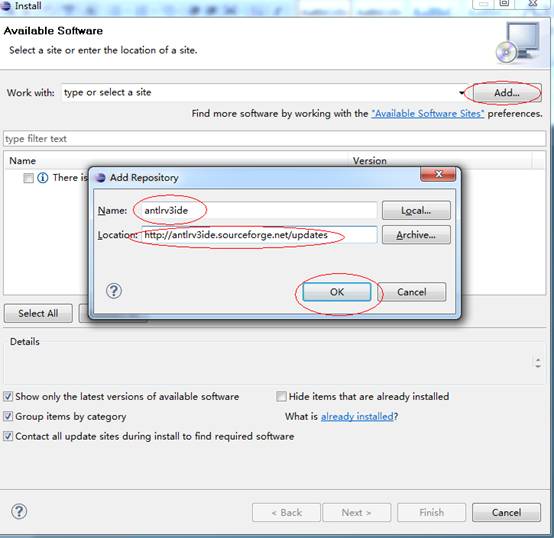 Install
Available Software
Select a site or enter the location of a site.
Work with: type or select a site Add...
Find more software by working with the "Available Software Sites" preferences.
type filter text
Name Version
There is
Add Repository
Name: antlrv3ide Local...
Location: http://antlrv3ide.sourceforge.net/updates Archive...
OK Cancel
Select All
Details
Show only the latest versions of available software Hide items that are already installed
Group items by category What is already installed?
Contact all update sites during install to find required software
< Back Next > Finish Cancel